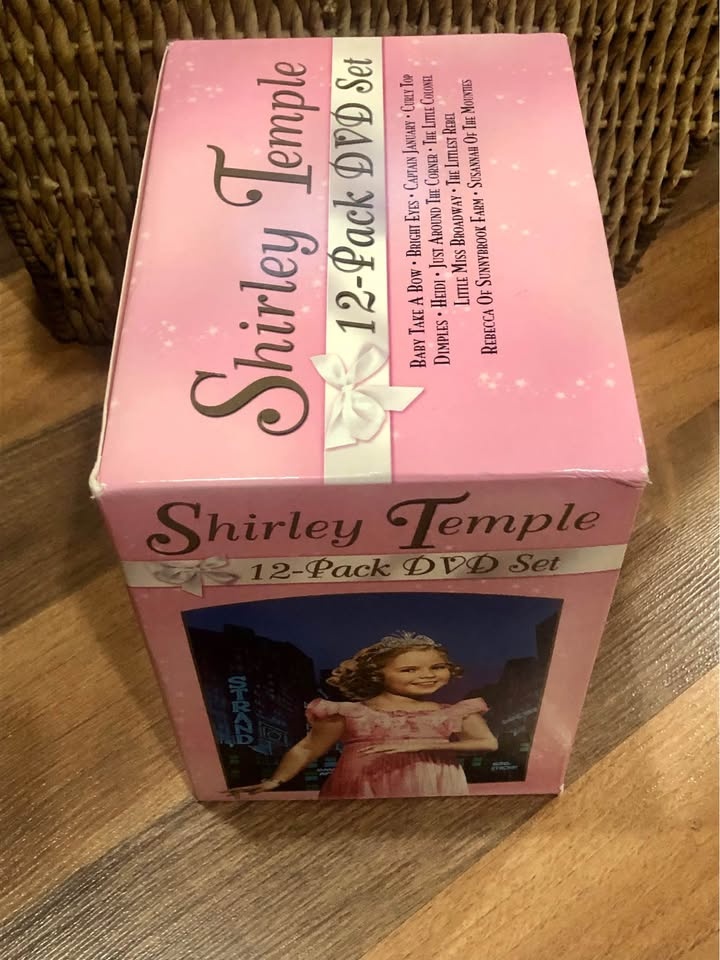 Shirley Temple
12-Pack DVD Set
Baby Take A Bow • Bright Eyes • Captain January • Curly Top
Dimples • Heidi • Just Around The Corner • The Little Colonel
Little Miss Broadway • The Littlest Rebel
Rebecca Of Sunnybrook Farm • Susannah Of The Mounties
Shirley Temple
12-Pack DVD Set
STRAND